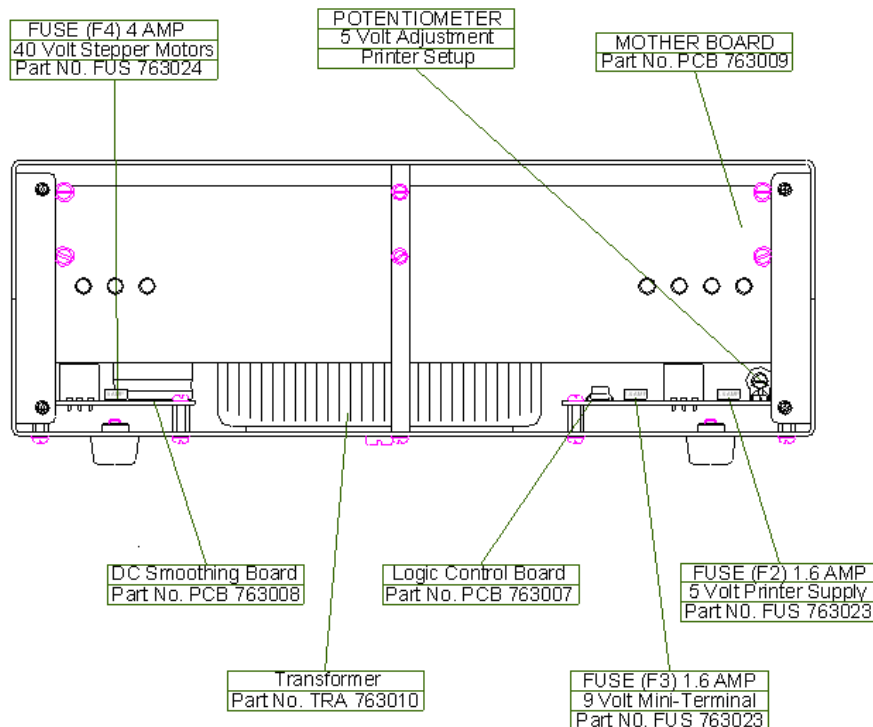 FUSE (F4) 4 AMP
40 Volt Stepper Motors
Part N0. FUS 763024
POTENTIOMETER
5 Volt Adjustment
Printer Setup
MOTHER BOARD
Part No. PCB 763009
DC Smoothing Board
Part No. PCB 763008
Logic Control Board
Part No. PCB 763007
FUSE (F2) 1.6 AMP
5 Volt Printer Supply
Part N0. FUS 763023
Transformer
Part No. TRA 763010
FUSE (F3) 1.6 AMP
9 Volt Mini-Terminal
Part N0. FUS 763023